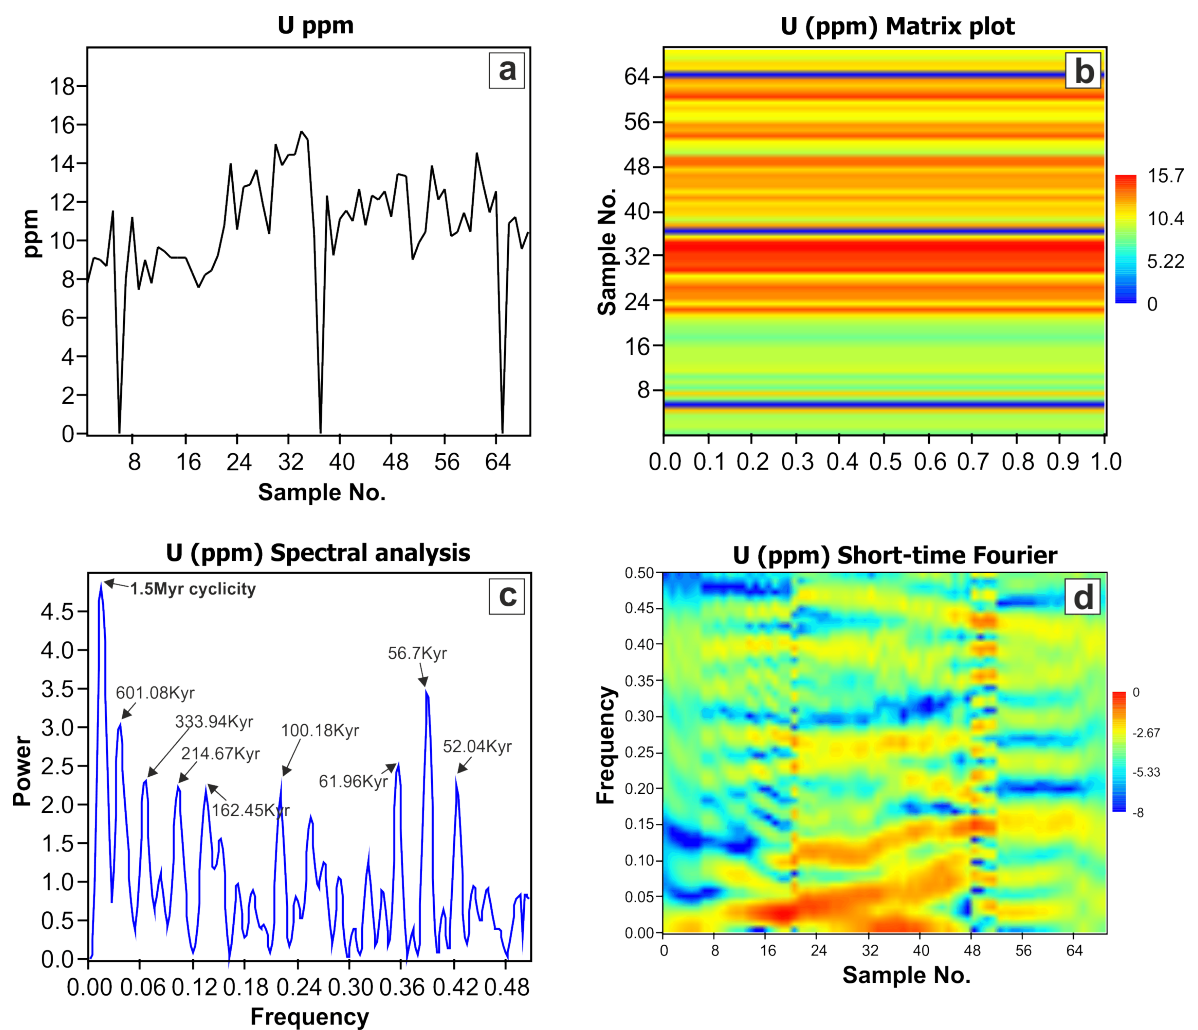 U ppm
a
18
16
14
12
10
8
6
4
2
0
ppm
8 16 24 32 40 48 56 64
Sample No.
U (ppm) Matrix plot
b
64
56
48
40
32
24
16
8
Sample No.
0.0 0.1 0.2 0.3 0.4 0.5 0.6 0.7 0.8 0.9 1.0
15.7
10.4
5.22
0
U (ppm) Spectral analysis
c
1.5Myr cyclicity
601.08Kyr
333.94Kyr
214.67Kyr
162.45Kyr
100.18Kyr
61.96Kyr
56.7Kyr
52.04Kyr
4.5
4.0
3.5
3.0
2.5
2.0
1.5
1.0
0.5
0.0
Power
0.00 0.06 0.12 0.18 0.24 0.30 0.36 0.42 0.48
Frequency
U (ppm) Short-time Fourier
d
0.50
0.45
0.40
0.35
0.30
0.25
0.20
0.15
0.10
0.05
0.00
Frequency
0 8 16 24 32 40 48 56 64
Sample No.
0
-2.67
-5.33
-8